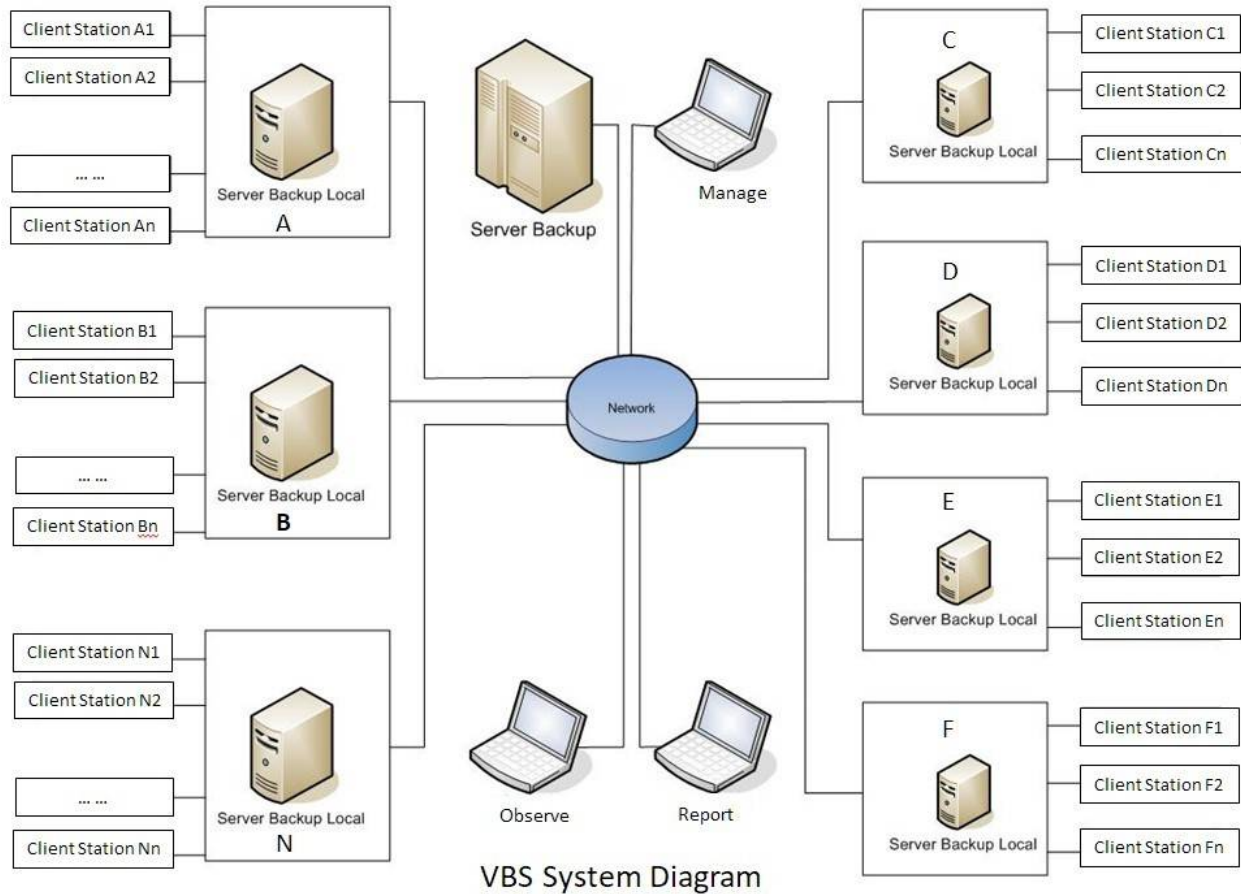 Client Station A1
Client Station A2
... ...
Client Station An
Server Backup Local
A
Client Station B1
Client Station B2
... ...
Client Station Bn
Server Backup Local
B
Client Station N1
Client Station N2
... ...
Client Station Nn
Server Backup Local
N
Server Backup
Manage
Network
Observe
Report
C
Server Backup Local
Client Station C1
Client Station C2
Client Station Cn
D
Server Backup Local
Client Station D1
Client Station D2
Client Station Dn
E
Server Backup Local
Client Station E1
Client Station E2
Client Station En
F
Server Backup Local
Client Station F1
Client Station F2
Client Station Fn
VBS System Diagram